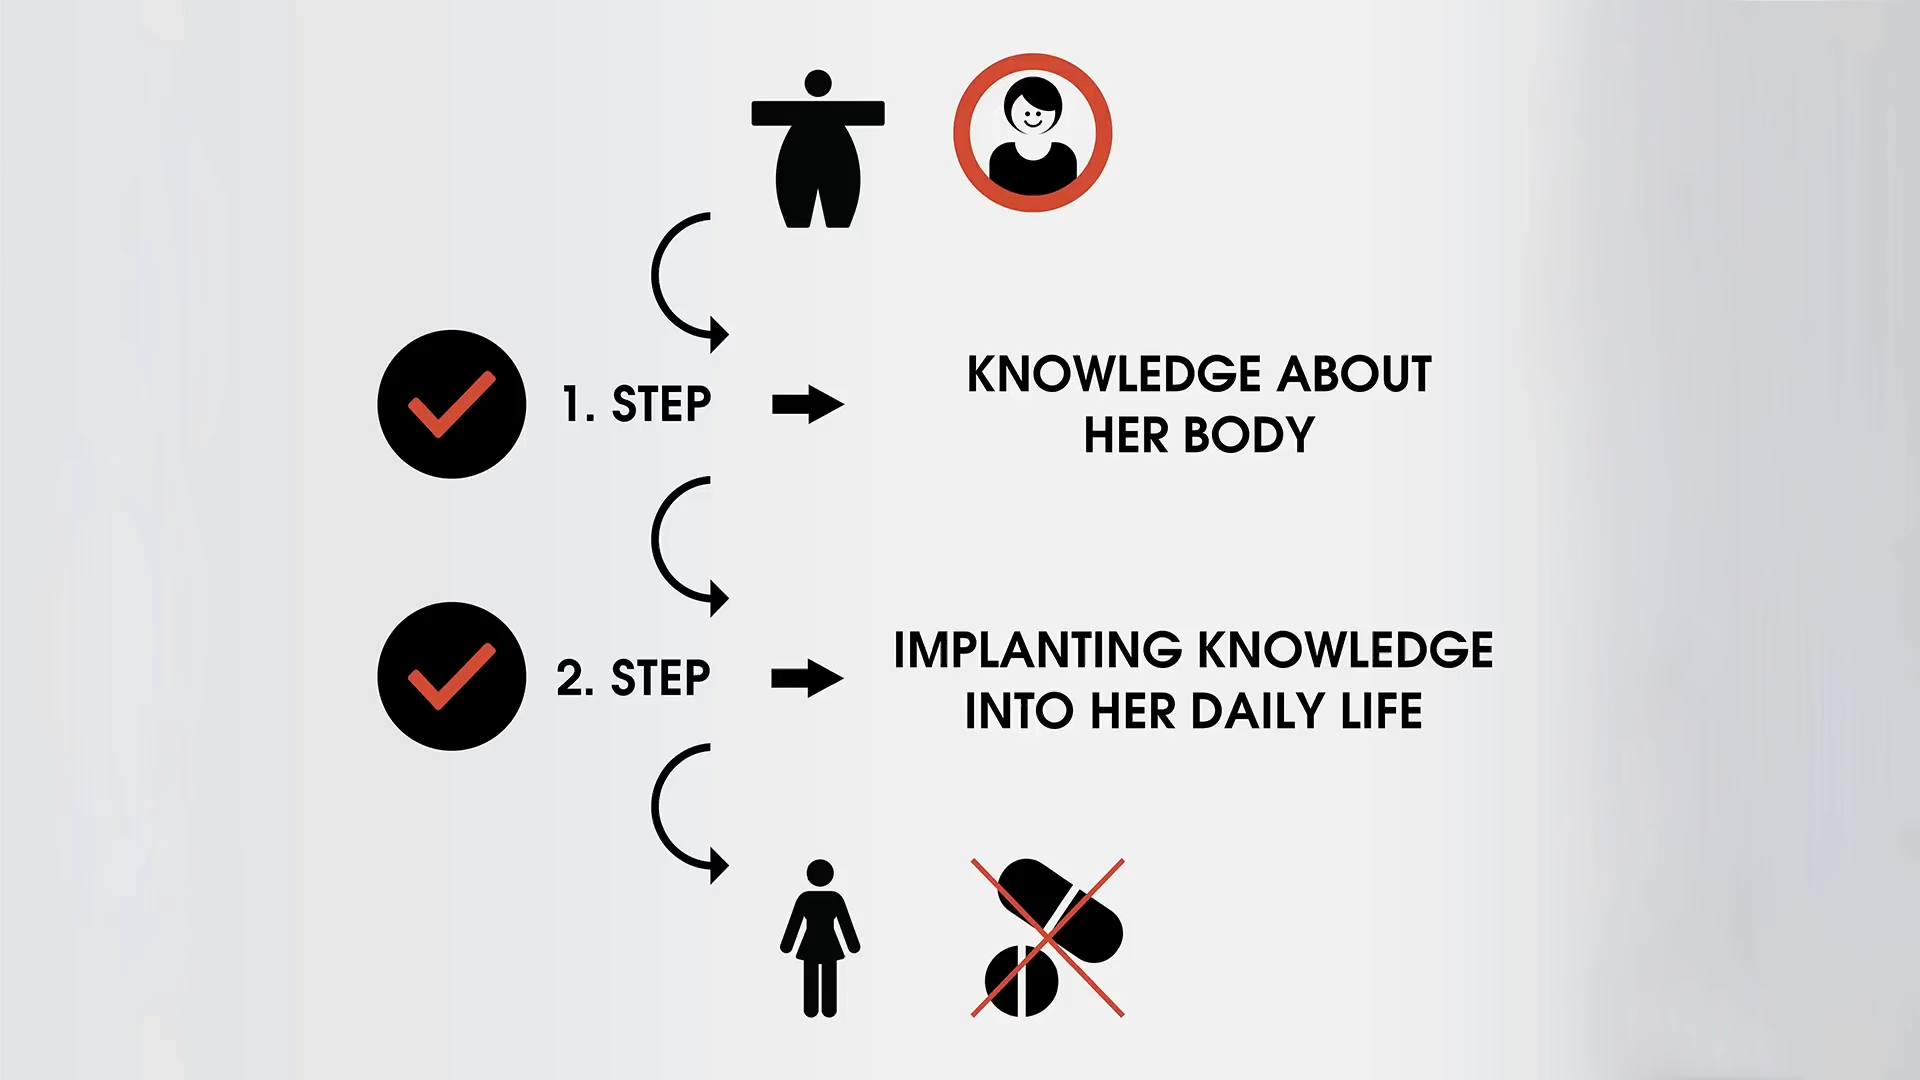 1. STEP
KNOWLEDGE ABOUT
HER BODY
2. STEP
IMPLANTING KNOWLEDGE
INTO HER DAILY LIFE